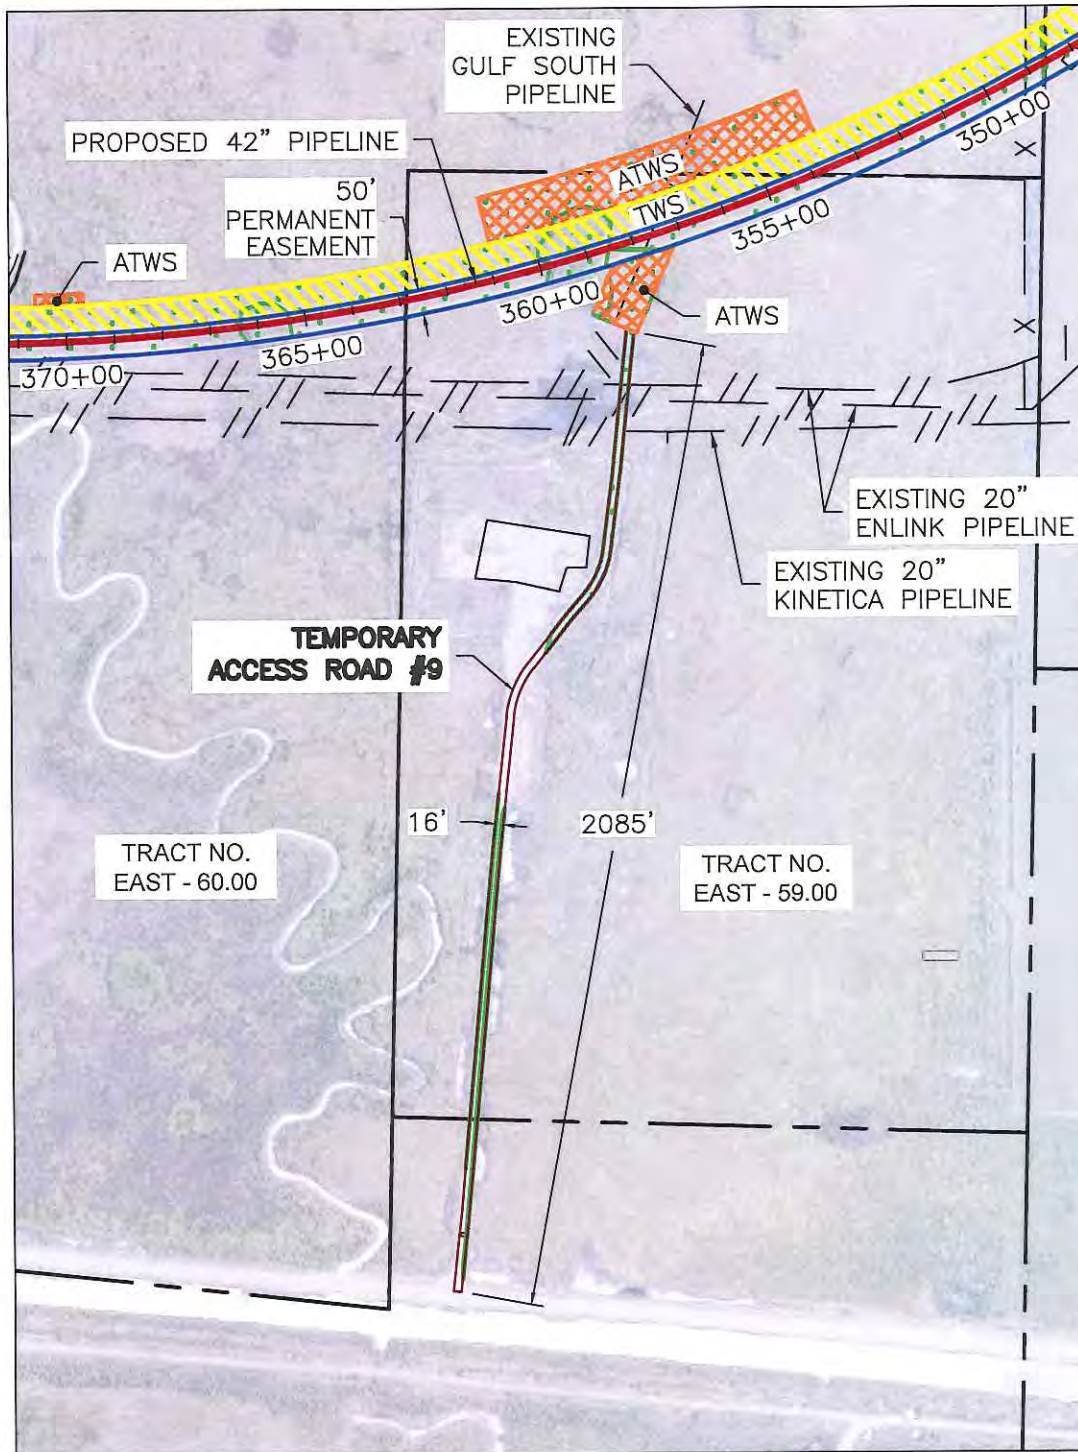 EXISTING
GULF SOUTH
PIPELINE
PROPOSED 42" PIPELINE
50'
PERMANENT
EASEMENT
ATWS
ATWS
TWS
350+00
355+00
360+00
365+00
370+00
ATWS
EXISTING 20"
ENLINK PIPELINE
EXISTING 20"
KINETICA PIPELINE
TEMPORARY
ACCESS ROAD #9
16'
2085'
TRACT NO.
EAST - 60.00
TRACT NO.
EAST - 59.00